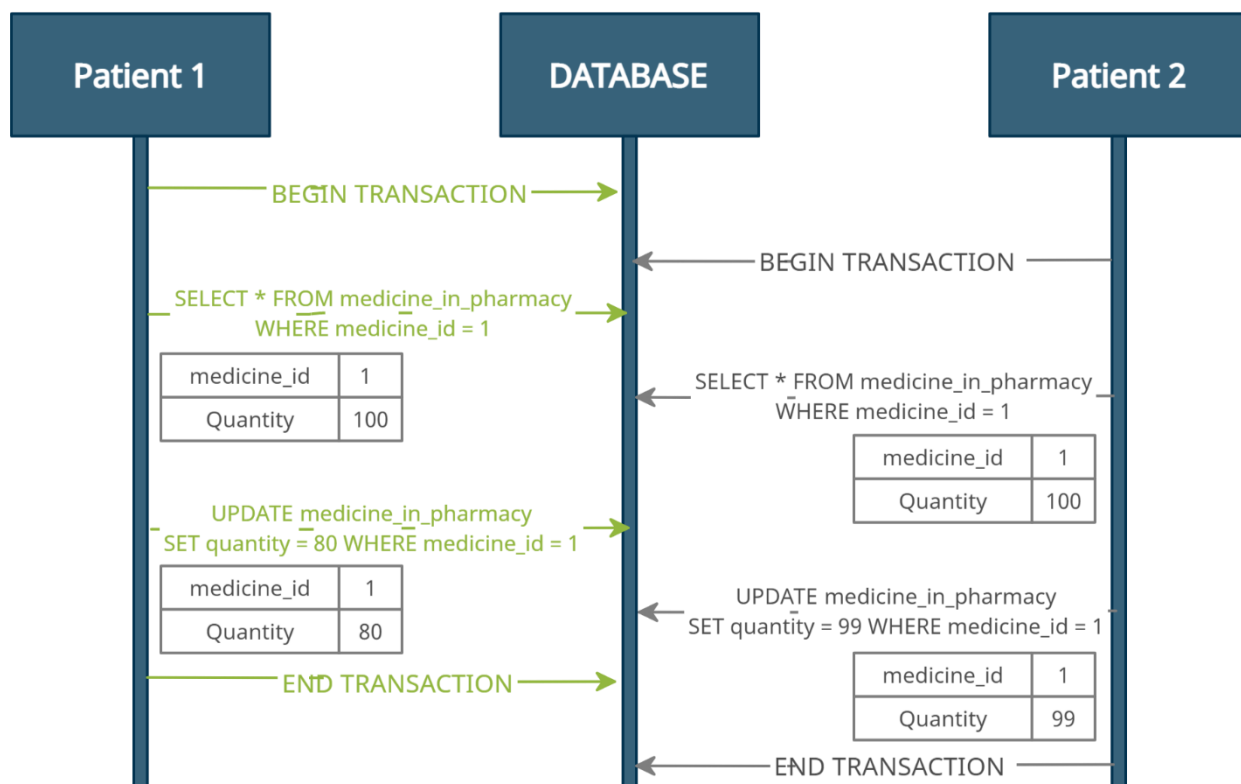 Patient 1
DATABASE
Patient 2
BEGIN TRANSACTION
BEGIN TRANSACTION
SELECT * FROM medicine_in_pharmacy
WHERE medicine_id = 1
medicine_id 1
Quantity 100
SELECT * FROM medicine_in_pharmacy
WHERE medicine_id = 1
medicine_id 1
Quantity 100
UPDATE medicine_in_pharmacy
SET quantity = 80 WHERE medicine_id = 1
medicine_id 1
Quantity 80
UPDATE medicine_in_pharmacy
SET quantity = 99 WHERE medicine_id = 1
medicine_id 1
Quantity 99
END TRANSACTION
END TRANSACTION